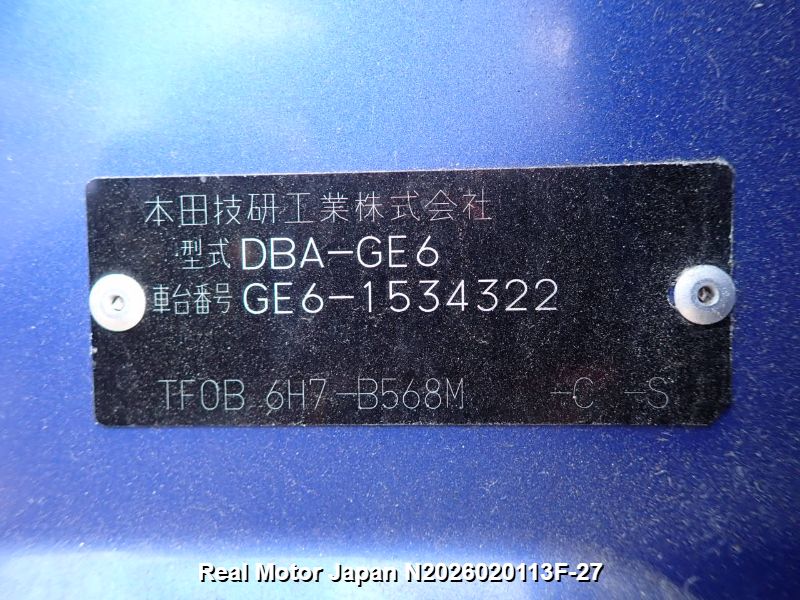 本田技研工業株式会社
型式 DBA-GE6
車台番号 GE6-1534322
TF0B 6H7-B568M -C -S
Real Motor Japan N2026020113F-27